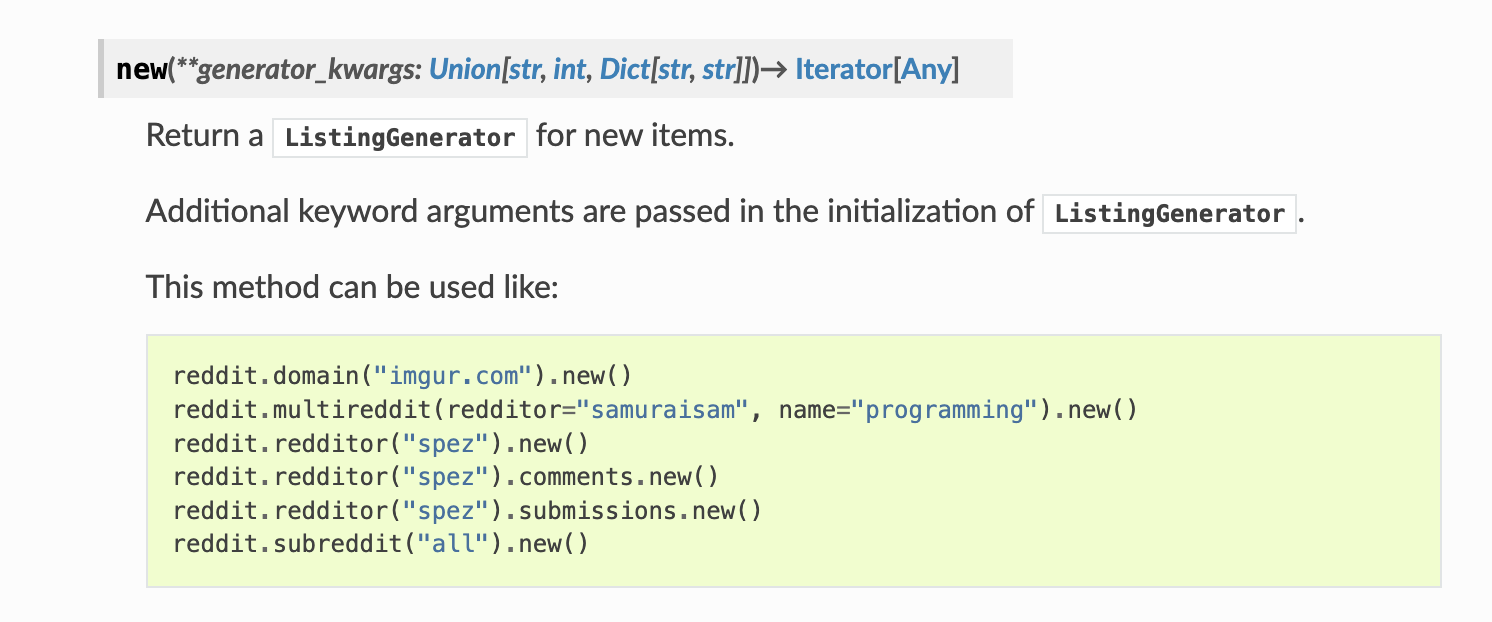 new(**generator_kwargs: Union[str, int, Dict[str, str]])→ Iterator[Any]
Return a ListingGenerator for new items.
Additional keyword arguments are passed in the initialization of ListingGenerator.
This method can be used like:
reddit.domain("imgur.com").new()
reddit.multireddit(redditor="samuraisam", name="programming").new()
reddit.redditor("spez").new()
reddit.redditor("spez").comments.new()
reddit.redditor("spez").submissions.new()
reddit.subreddit("all").new()